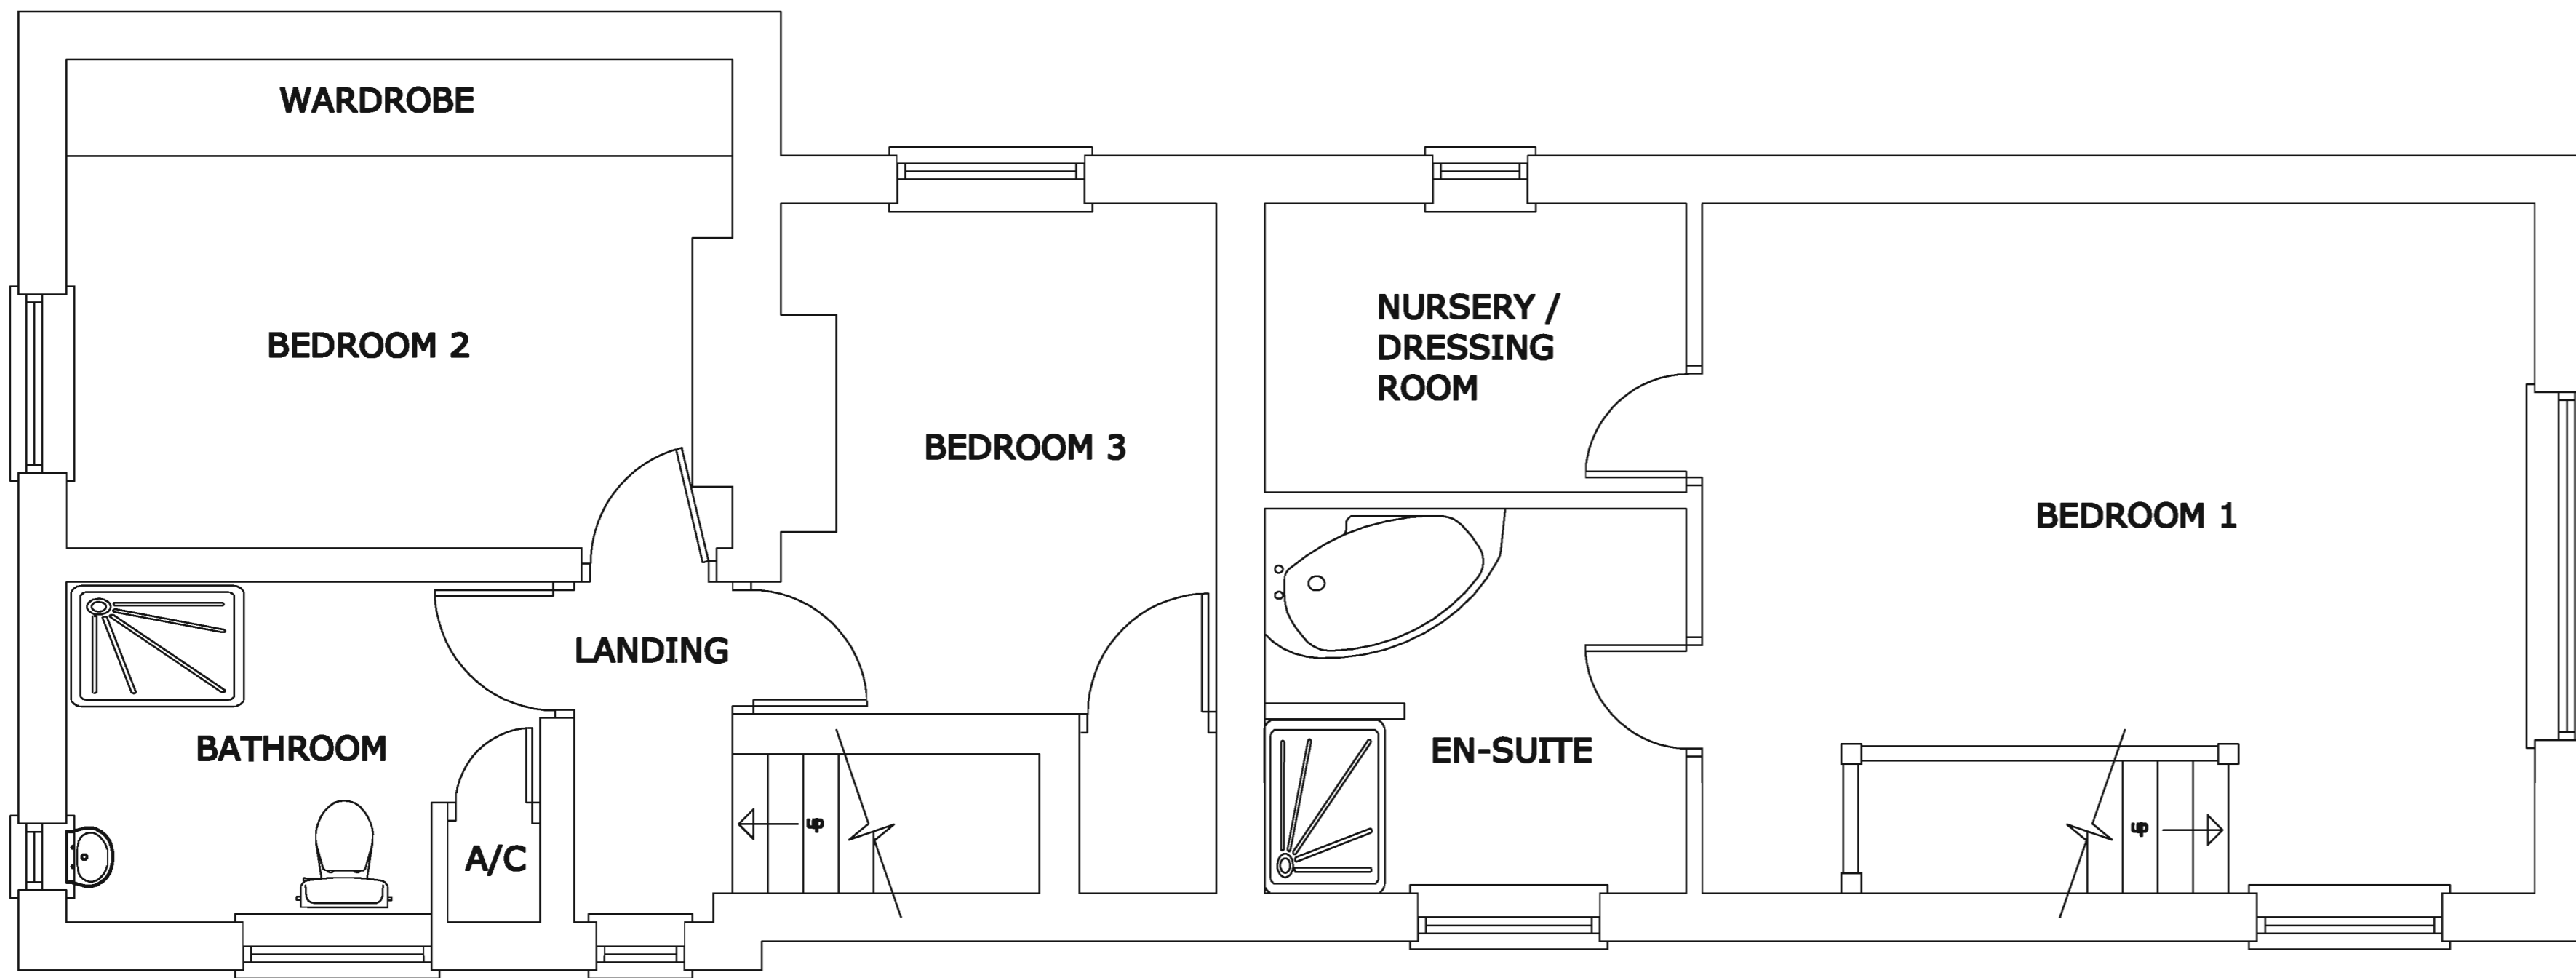 WARDROBE
BEDROOM 2
NURSERY /
DRESSING
ROOM
BEDROOM 3
BEDROOM 1
LANDING
BATHROOM
EN-SUITE
A/C
up
up